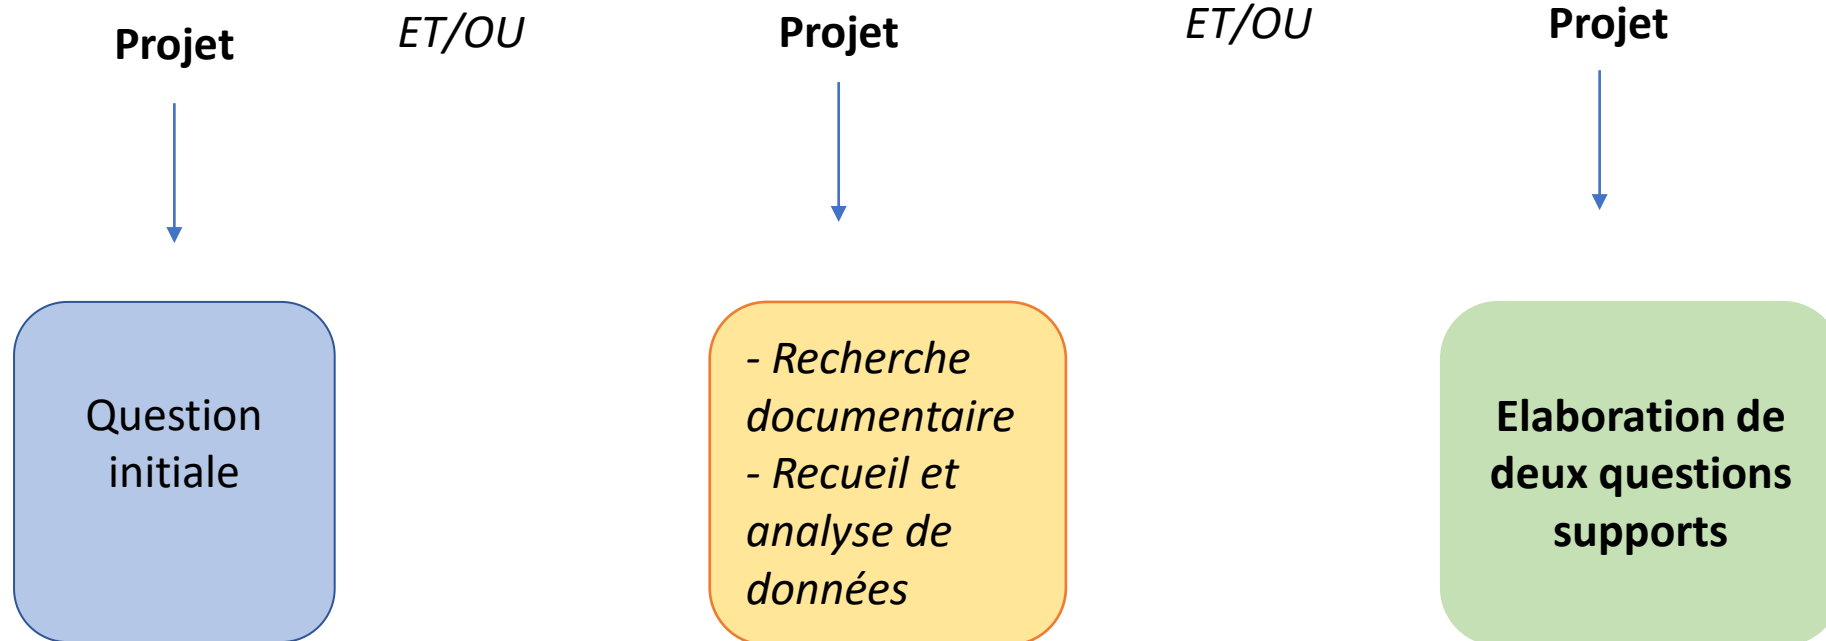 Projet
ET/OU
Projet
ET/OU
Projet
Question
initiale
- Recherche
documentaire
- Recueil et
analyse de
données
Elaboration de
deux questions
supports